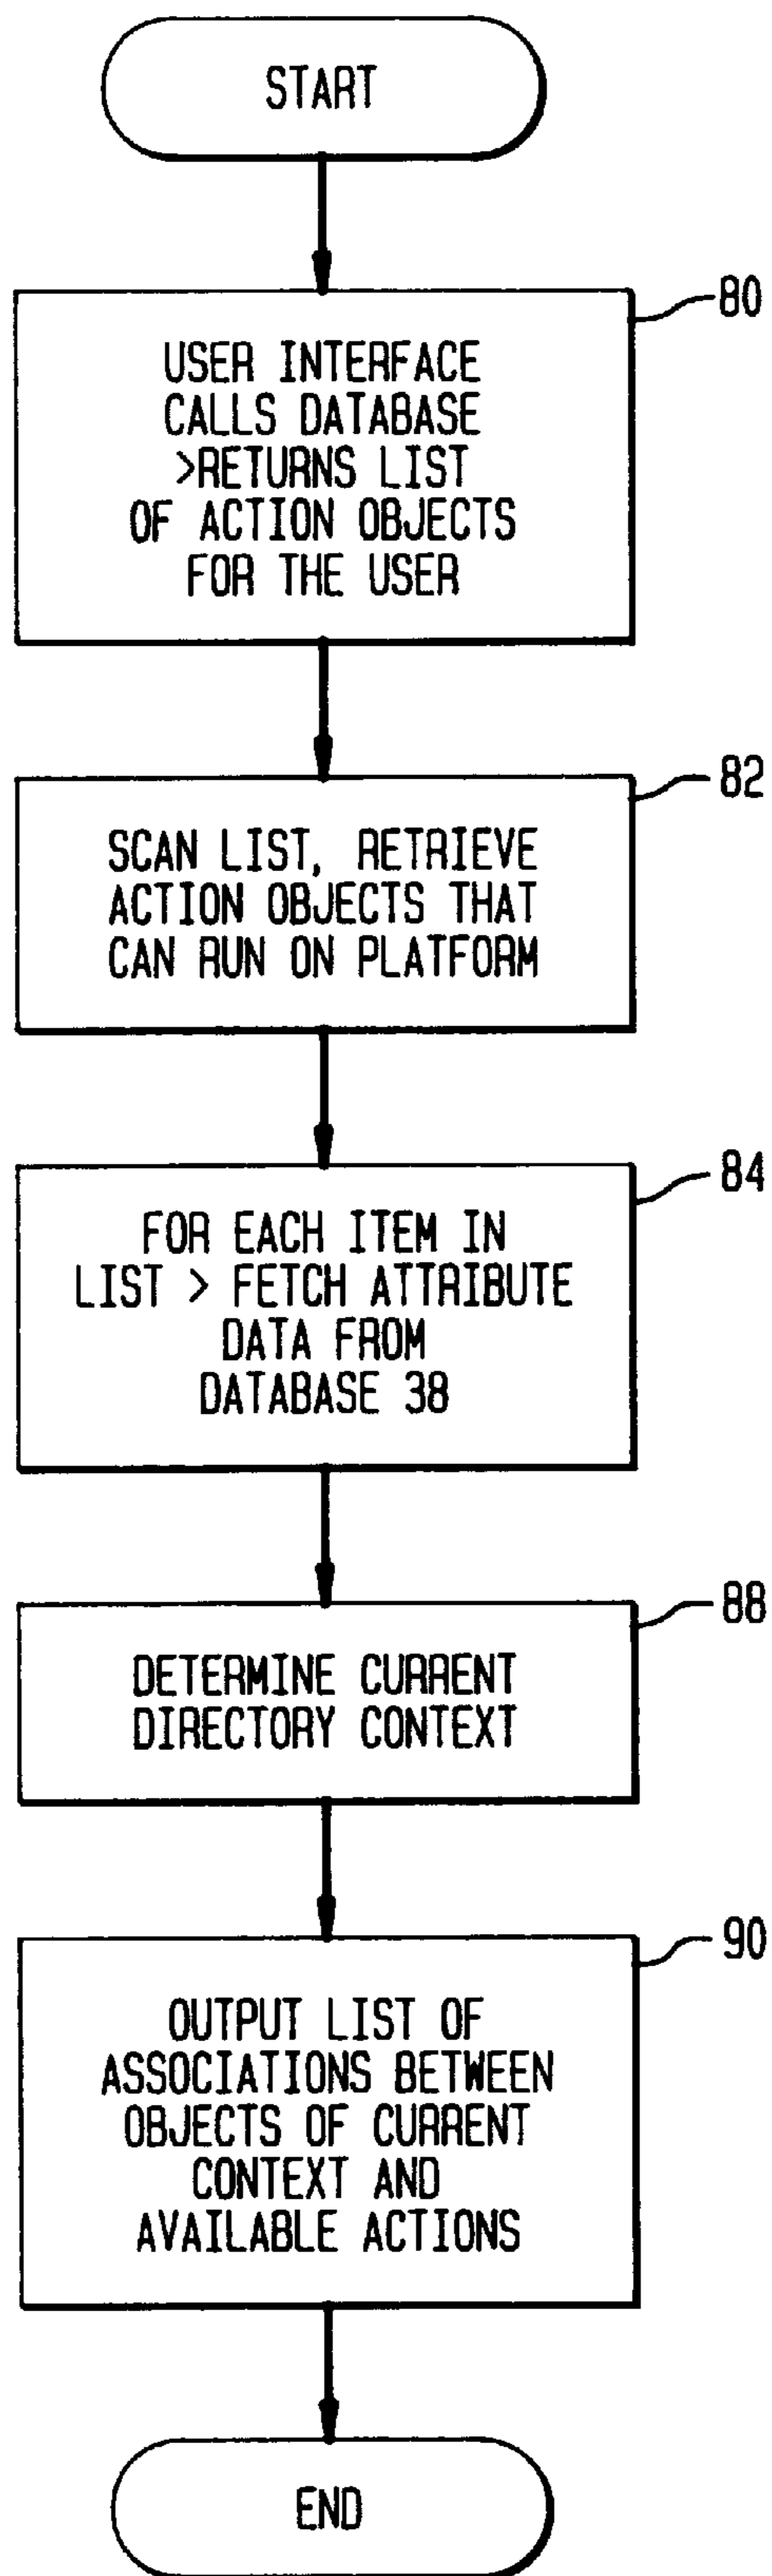 START
80
USER INTERFACE
CALLS DATABASE
>RETURNS LIST
OF ACTION OBJECTS
FOR THE USER
82
SCAN LIST, RETRIEVE
ACTION OBJECTS THAT
CAN RUN ON PLATFORM
84
FOR EACH ITEM IN
LIST > FETCH ATTRIBUTE
DATA FROM
DATABASE 38
88
DETERMINE CURRENT
DIRECTORY CONTEXT
90
OUTPUT LIST OF
ASSOCIATIONS BETWEEN
OBJECTS OF CURRENT
CONTEXT AND
AVAILABLE ACTIONS
END